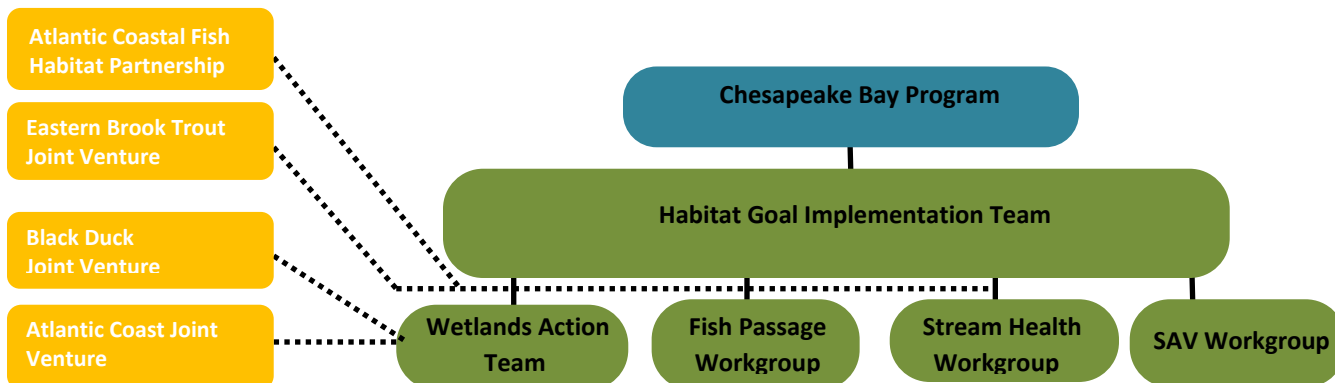 Atlantic Coastal Fish
Habitat Partnership
Eastern Brook Trout
Joint Venture
Black Duck
Joint Venture
Atlantic Coast Joint
Venture
Chesapeake Bay Program
Habitat Goal Implementation Team
Wetlands Action
Team
Fish Passage
Workgroup
Stream Health
Workgroup
SAV Workgroup